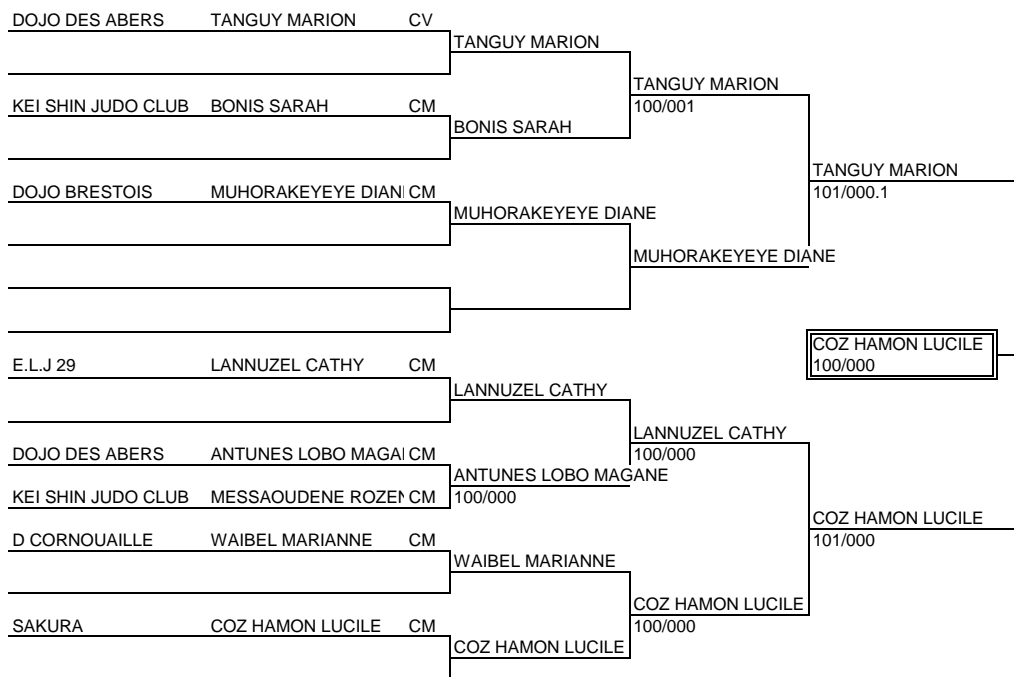 DOJO DES ABERS TANGUY MARION CV
TANGUY MARION
TANGUY MARION
100/001
KEI SHIN JUDO CLUB BONIS SARAH CM
BONIS SARAH
TANGUY MARION
101/000.1
DOJO BRESTOIS MUHORAKEYEYE DIANI CM
MUHORAKEYEYE DIANE
MUHORAKEYEYE DIANE
COZ HAMON LUCILE
100/000
E.L.J 29 LANNUZEL CATHY CM
LANNUZEL CATHY
LANNUZEL CATHY
100/000
DOJO DES ABERS ANTUNES LOBO MAGAI CM
ANTUNES LOBO MAGANE
100/000
KEI SHIN JUDO CLUB MESSAOUDENE ROZEN CM
COZ HAMON LUCILE
101/000
D CORNOUAILLE WAIBEL MARIANNE CM
WAIBEL MARIANNE
COZ HAMON LUCILE
100/000
SAKURA COZ HAMON LUCILE CM
COZ HAMON LUCILE